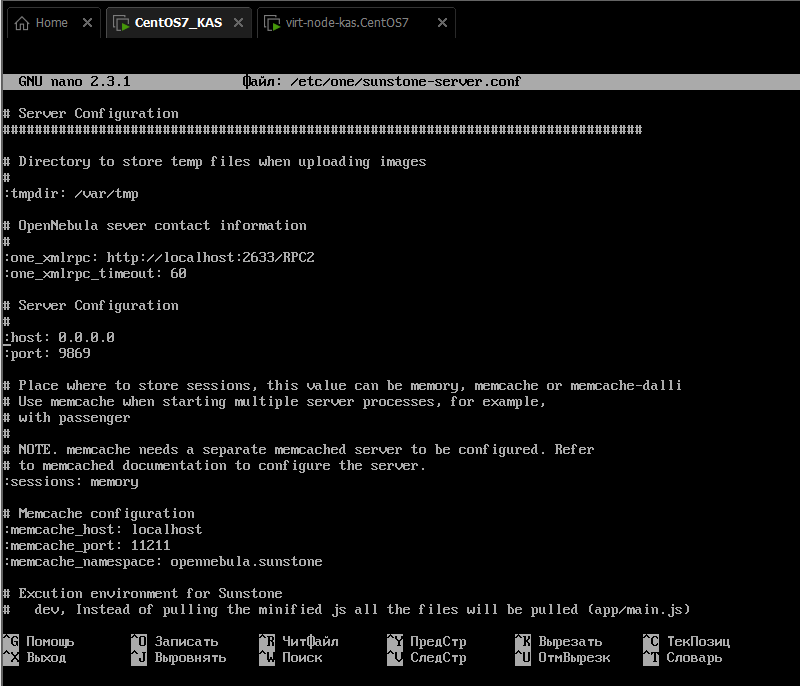 Home CentOS7_KAS virt-node-kas.CentOS7
GNU nano 2.3.1 Файл: /etc/one/sunstone-server.conf
# Server Configuration
################################################################################
# Directory to store temp files when uploading images
#
:tmpdir: /var/tmp
# OpenNebula sever contact information
#
:one_xmlrpc: http://localhost:2633/RPC2
:one_xmlrpc_timeout: 60
# Server Configuration
#
:host: 0.0.0.0
:port: 9869
# Place where to store sessions, this value can be memory, memcache or memcache-dalli
# Use memcache when starting multiple server processes, for example,
# with passenger
#
# NOTE. memcache needs a separate memcached server to be configured. Refer
# to memcached documentation to configure the server.
:sessions: memory
# Memcache configuration
:memcache_host: localhost
:memcache_port: 11211
:memcache_namespace: opennebula.sunstone
# Excution environment for Sunstone
#   dev, Instead of pulling the minified js all the files will be pulled (app/main.js)
^G Помощь ^O Записать ^R ЧитФайл ^Y ПредСтр ^K Вырезать ^C ТекПозиц
^X Выход ^J Выровнять ^W Поиск ^V СледСтр ^U ОтмВырезк ^T Словарь